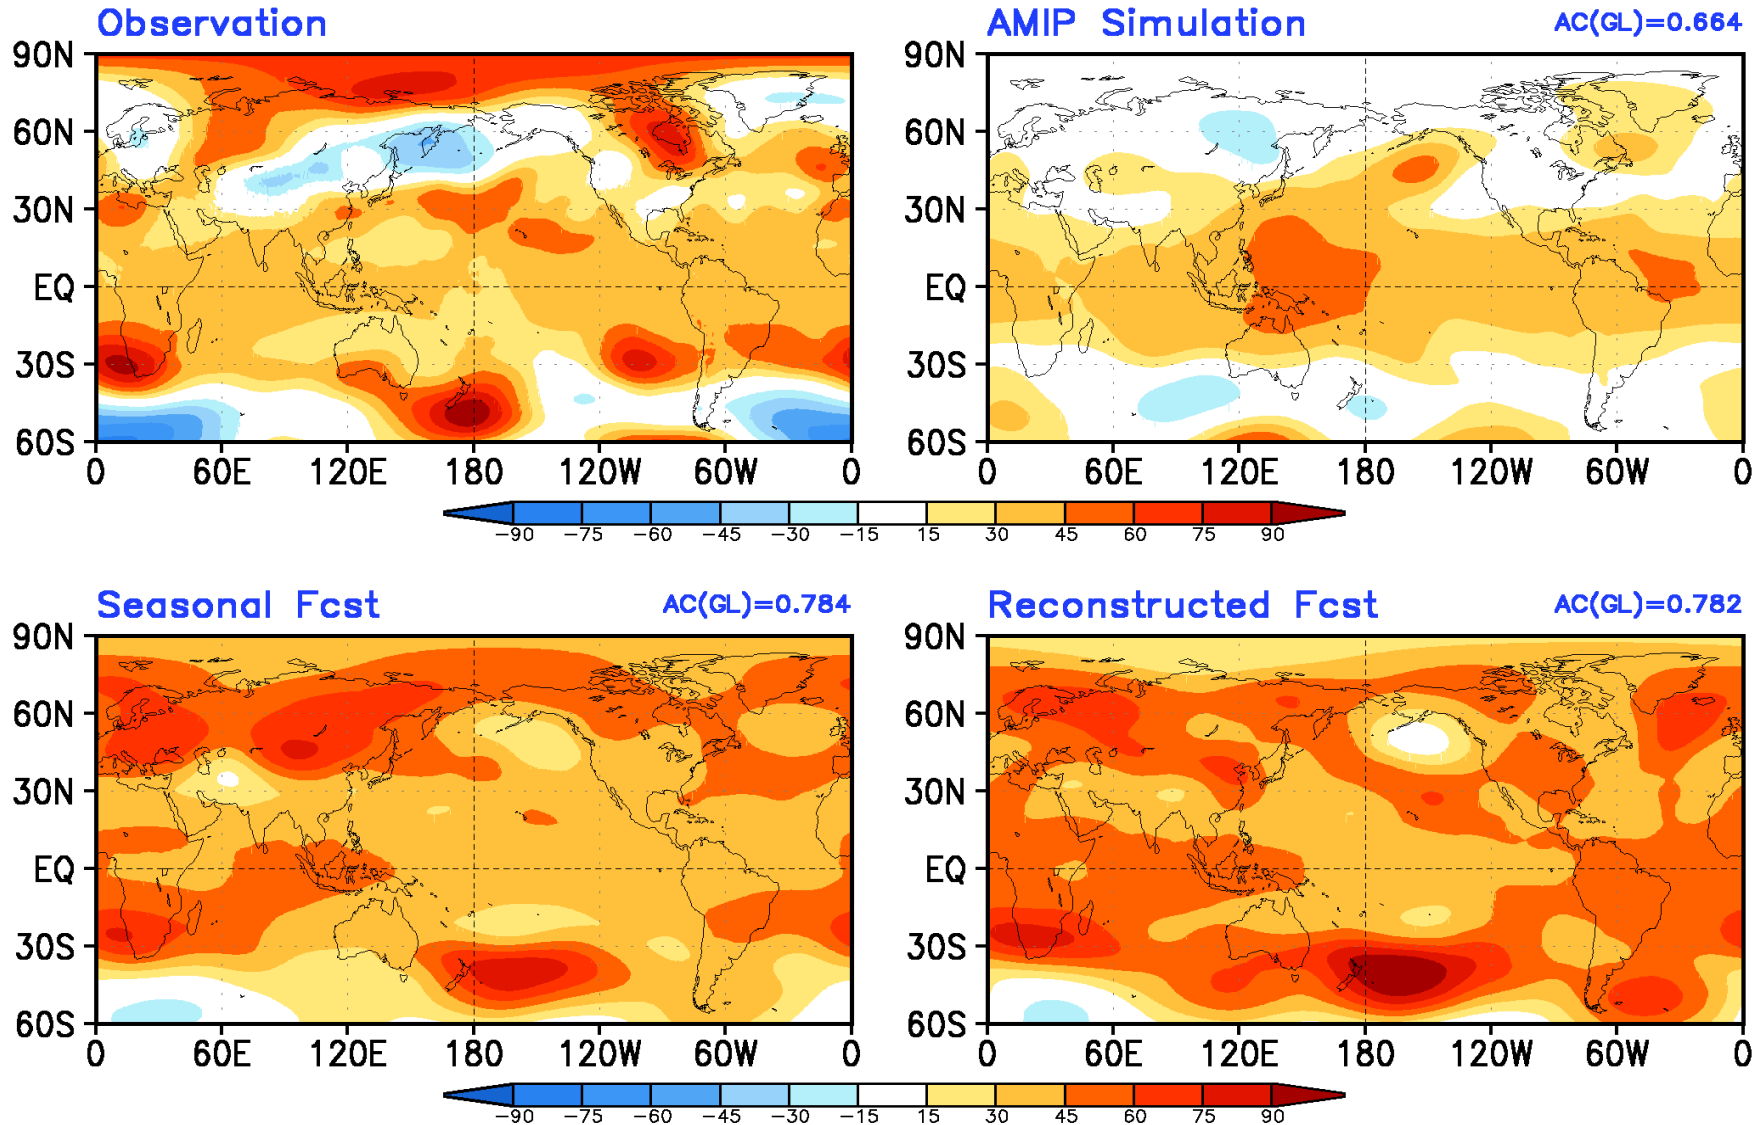 Observation
AMIP Simulation AC(GL)=0.664
90N 90N
60N 60N
30N 30N
EQ EQ
30S 30S
60S 60S
0 60E 120E 180 120W 60W 0 0 60E 120E 180 120W 60W 0
−90 −75 −60 −45 −30 −15 15 30 45 60 75 90
Seasonal Fcst AC(GL)=0.784
Reconstructed Fcst AC(GL)=0.782
90N 90N
60N 60N
30N 30N
EQ EQ
30S 30S
60S 60S
0 60E 120E 180 120W 60W 0 0 60E 120E 180 120W 60W 0
−90 −75 −60 −45 −30 −15 15 30 45 60 75 90